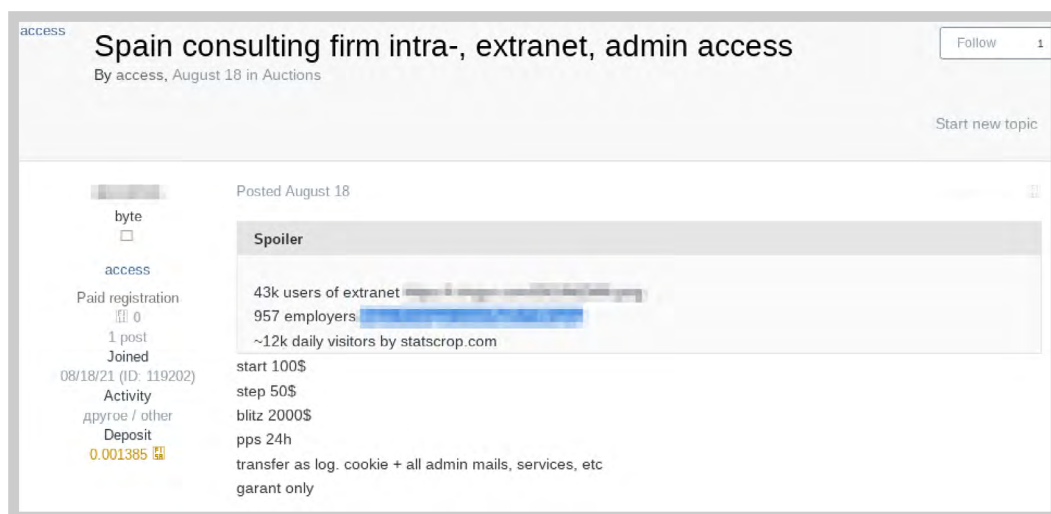 access
Spain consulting firm intra-, extranet, admin access
By access, August 18 in Auctions
Follow 1
Start new topic
byte
access
Paid registration
0
1 post
Joined
08/18/21 (ID: 119202)
Activity
другое / other
Deposit
0.001385
Posted August 18
Spoiler
43k users of extranet
957 employers
~12k daily visitors by statscrop.com
start 100$
step 50$
blitz 2000$
pps 24h
transfer as log. cookie + all admin mails, services, etc
garant only